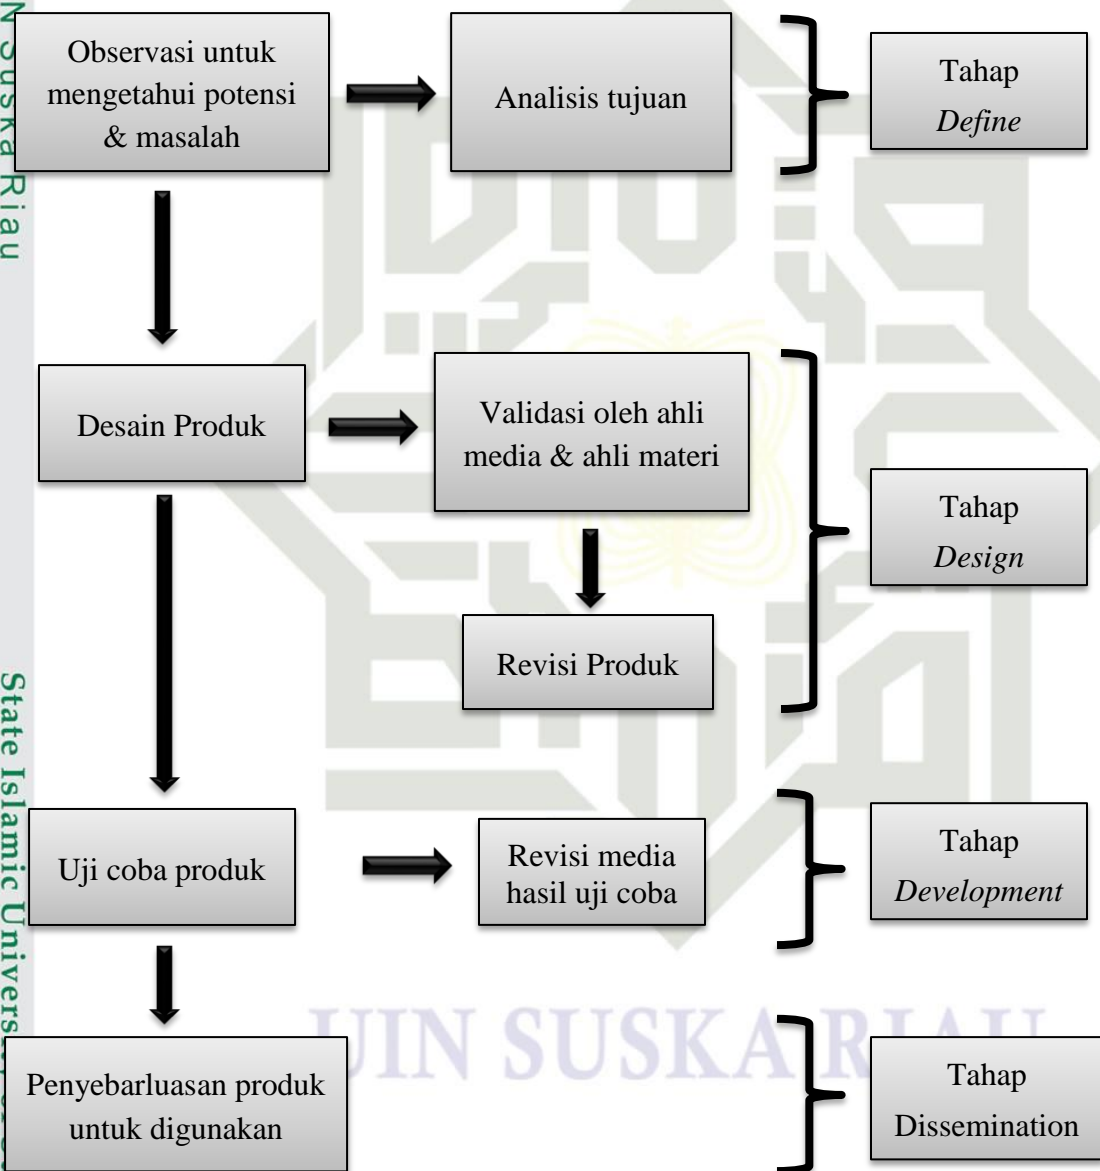 Observasi untuk
mengetahui potensi
& masalah
Analisis tujuan
Tahap
Define
Desain Produk
Validasi oleh ahli
media & ahli materi
Revisi Produk
Tahap
Design
Uji coba produk
Revisi media
hasil uji coba
Tahap
Development
Penyebarluasan produk
untuk digunakan
Tahap
Dissemination
UIN SUSKA RIAU
N Suska Riau
State Islamic